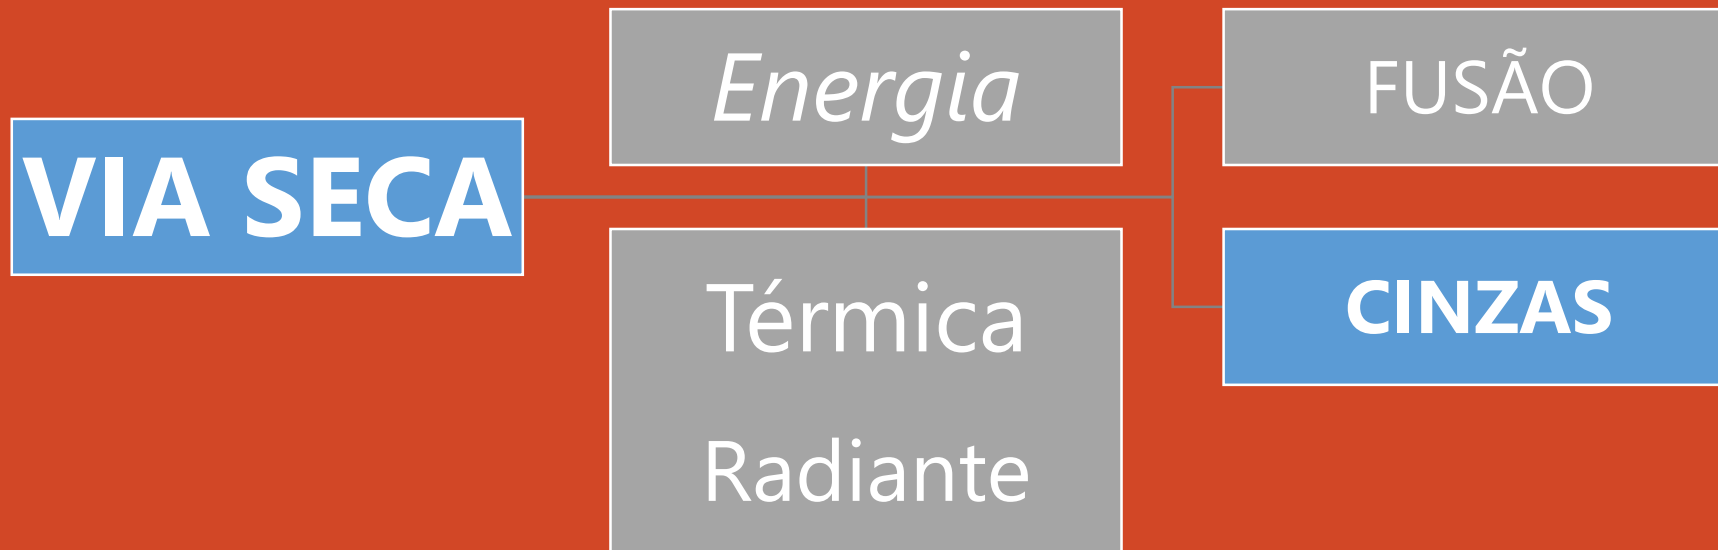 VIA SECA
Energia
Térmica
Radiante
FUSÃO
CINZAS